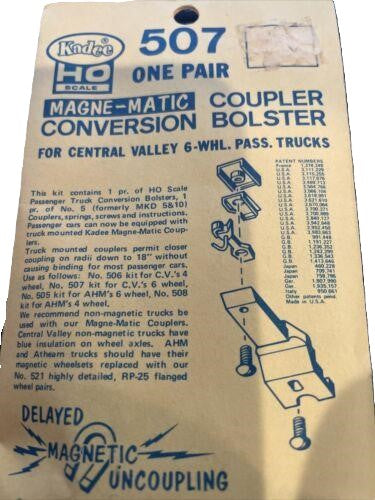 Kadee
HO
SCALE
507
ONE PAIR
MAGNE-MATIC COUPLER
CONVERSION BOLSTER
FOR CENTRAL VALLEY 6-WHL. PASS. TRUCKS
This kit contains 1 pr. of HO Scale
Passenger Truck Conversion Bolsters, 1
pr. of No. 5 (formerly MKD 5&10)
Couplers, springs, screws and instructions.
Passenger cars can now be equipped with
truck mounted Kadee Magne-Matic Coup-
lers.
Truck mounted couplers permit closer
coupling on radii down to 18" without
causing binding for most passenger cars.
Use as follows: No. 506 kit for C.V.'s 4
wheel, No. 507 kit for C.V.'s 6 wheel,
No. 505 kit for AHM's 6 wheel, No. 508
kit for AHM's 4 wheel.
We recommend non-magnetic trucks be
used with our Magne-Matic Couplers.
Central Valley non-magnetic trucks have
blue insulation on wheel axles. AHM
and Athearn trucks should have their
magnetic wheelsets replaced with our
No. 521 highly detailed, RP-25 flanged
wheel pairs.
PATENT NUMBERS
France
U.S.A.
U.S.A.
U.S.A.
U.S.A.
U.S.A.
U.S.A.
U.S.A.
U.S.A.
U.S.A.
U.S.A.
U.S.A.
U.S.A.
G.B.
G.B.
G.B.
G.B.
G.B.
G.B.
Japan
Japan
Japan
Ger.
Ger.
Italy
Other patents pend.
Made in U.S.A.
DELAYED
MAGNETIC
UNCOUPLING